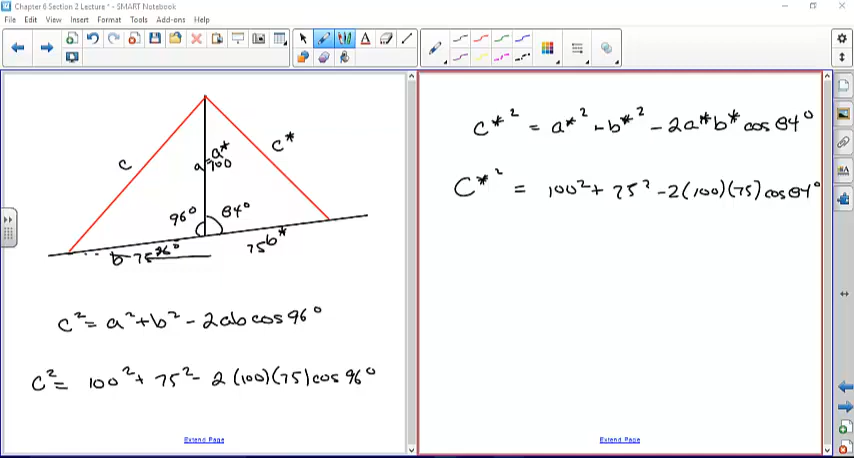 Chapter 6 Section 2 Lecture * - SMART Notebook
File Edit View Insert Format Tools Add-ons Help
c
a = a*
100
c*
96° 84°
b 75
75 b*
c² = a² + b² - 2ab cos 96°
c² = 100² + 75² - 2(100)(75) cos 96°
Extend Page
c*² = a*² + b*² - 2a*b* cos 84°
c*² = 100² + 75² - 2(100)(75) cos 84°
Extend Page